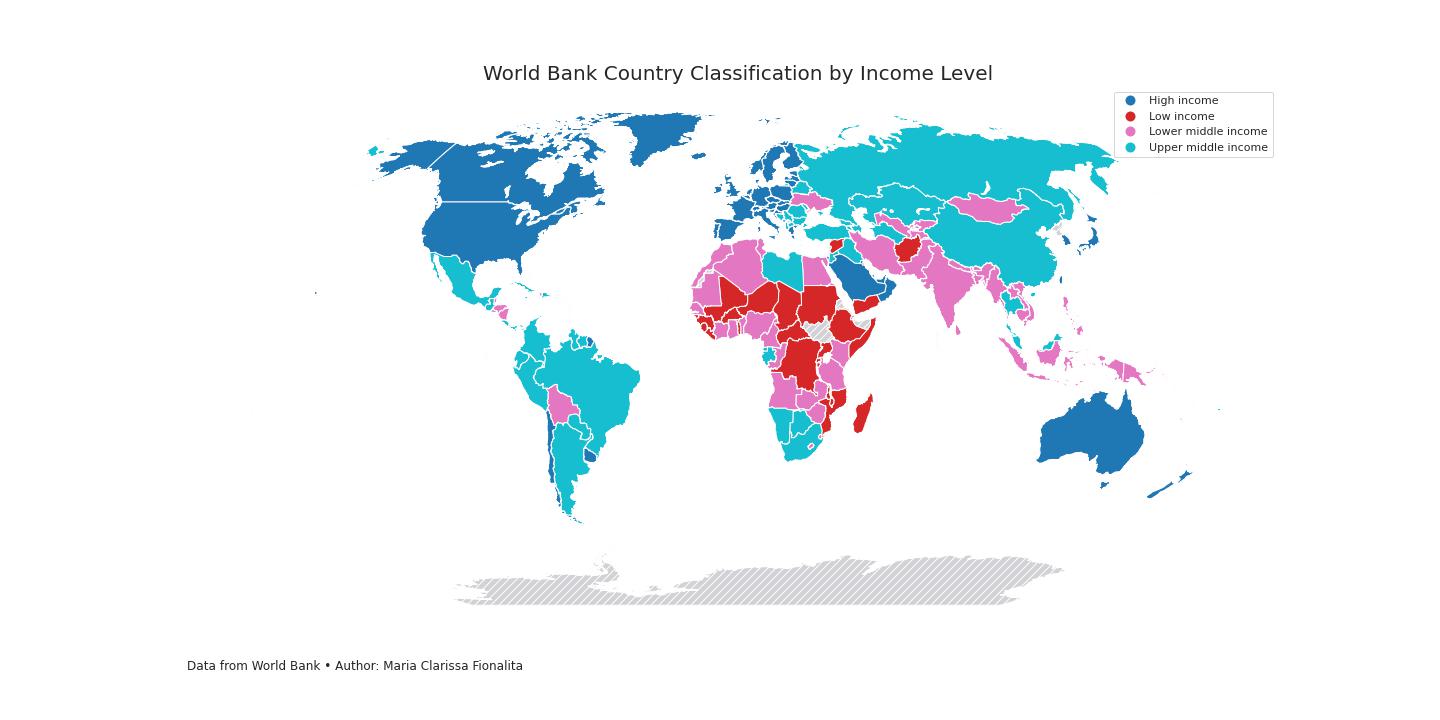 World Bank Country Classification by Income Level
High income
Low income
Lower middle income
Upper middle income
Data from World Bank • Author: Maria Clarissa Fionalita